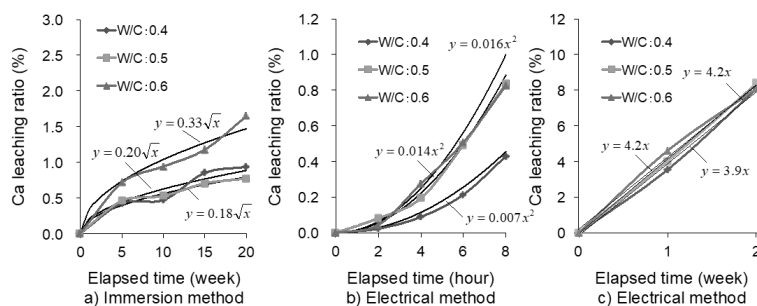 Ca leaching ratio (%)
3.0
2.5
2.0
1.5
1.0
0.5
0.0
W/C:0.4
W/C:0.5
W/C:0.6
y=0.33√x
y=0.20√x
y=0.18√x
0 5 10 15 20
Elapsed time (week)
a) Immersion method
Ca leaching ratio (%)
1.2
1.0
0.8
0.6
0.4
0.2
0.0
W/C:0.4
W/C:0.5
W/C:0.6
y=0.016x²
y=0.014x²
y=0.007x²
0 2 4 6 8
Elapsed time (hour)
b) Electrical method
Ca leaching ratio (%)
12
10
8
6
4
2
0
W/C:0.4
W/C:0.5
W/C:0.6
y=4.2x
y=4.2x
y=3.9x
0 1 2
Elapsed time (week)
c) Electrical method